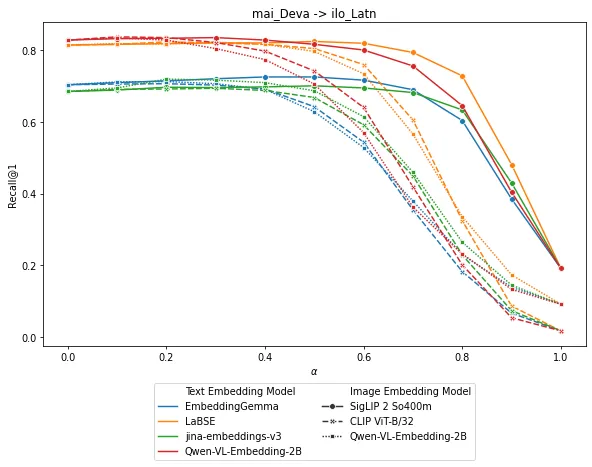 mai_Deva -> ilo_Latn
Recall@1
0.8
0.6
0.4
0.2
0.0
0.0 0.2 0.4 0.6 0.8 1.0
α
Text Embedding Model
EmbeddingGemma
LaBSE
jina-embeddings-v3
Qwen-VL-Embedding-2B
Image Embedding Model
SigLIP 2 So400m
CLIP ViT-B/32
Qwen-VL-Embedding-2B